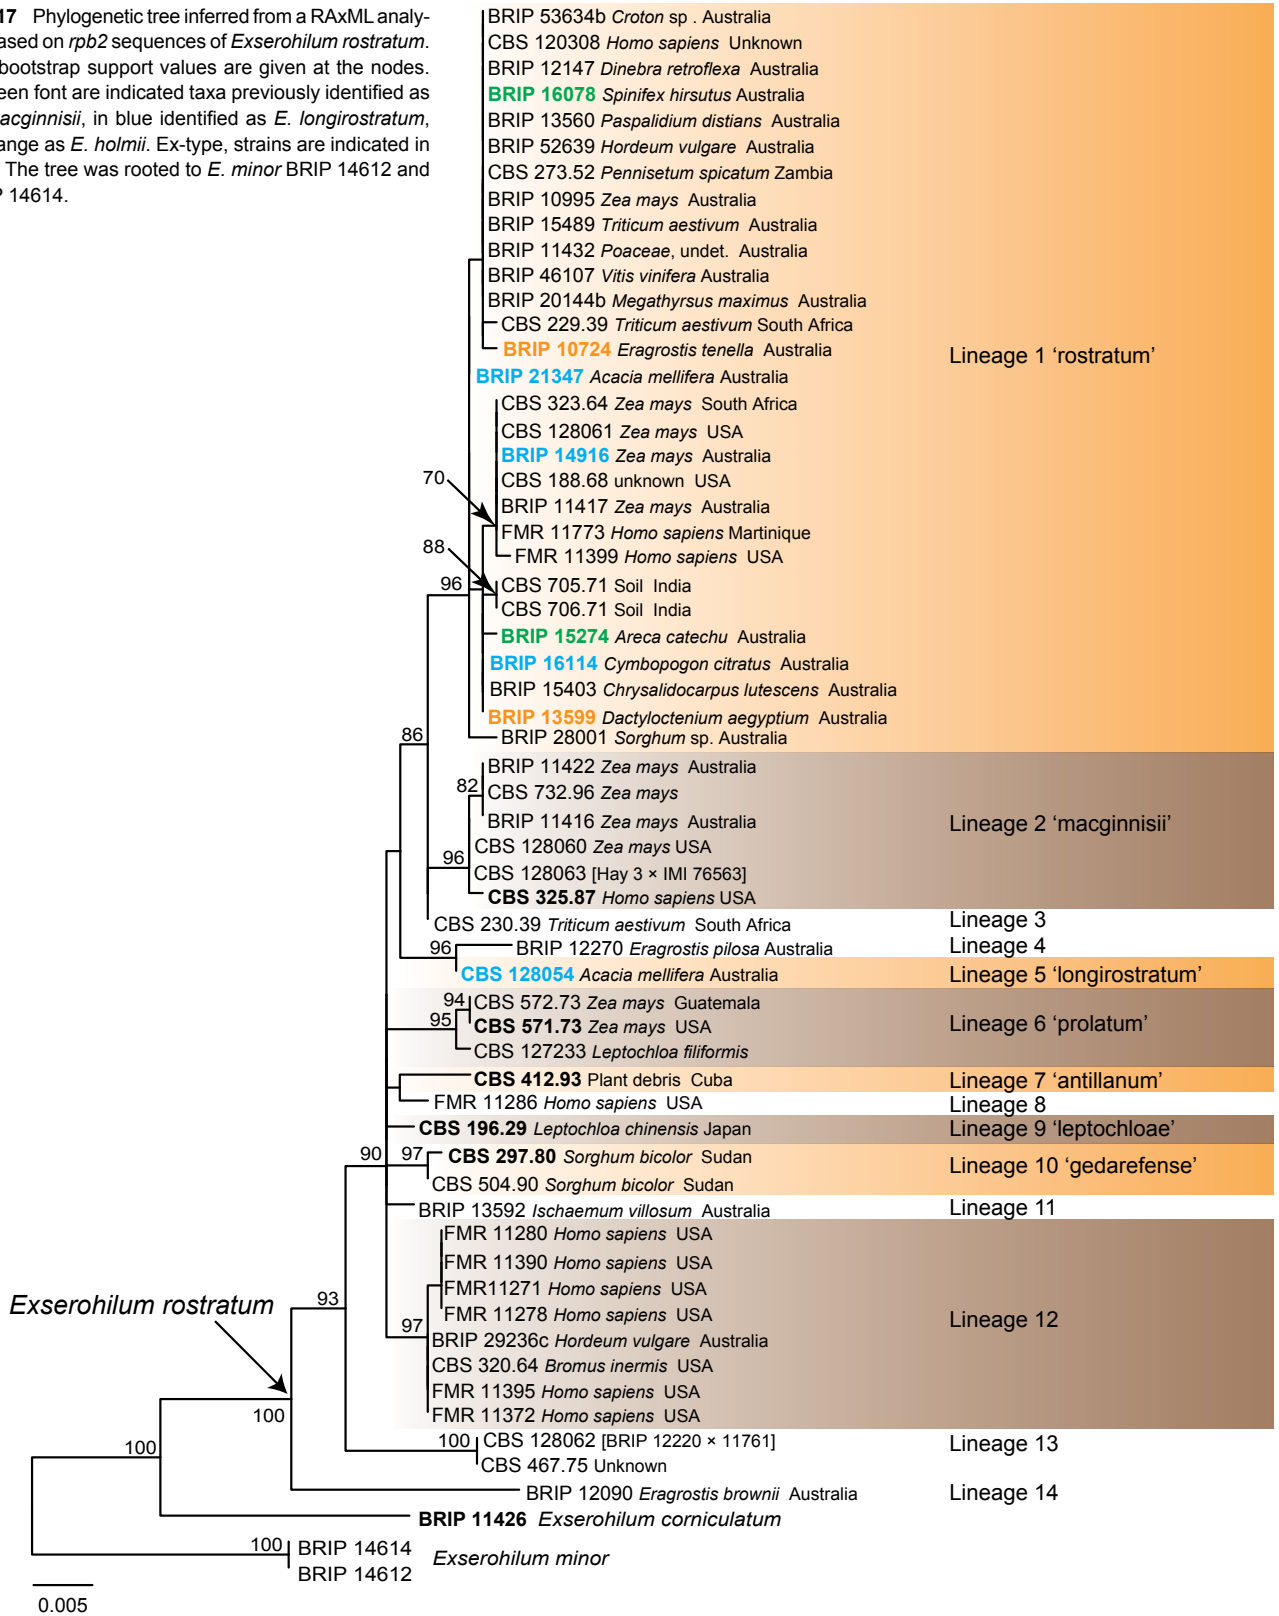 17 Phylogenetic tree inferred from a RAxML analy-
ased on rpb2 sequences of Exserohilum rostratum.
bootstrap support values are given at the nodes.
een font are indicated taxa previously identified as
acginnisii, in blue identified as E. longirostratum,
ange as E. holmii. Ex-type, strains are indicated in
The tree was rooted to E. minor BRIP 14612 and
P 14614.
BRIP 53634b Croton sp . Australia
CBS 120308 Homo sapiens Unknown
BRIP 12147 Dinebra retroflexa Australia
BRIP 16078 Spinifex hirsutus Australia
BRIP 13560 Paspalidium distians Australia
BRIP 52639 Hordeum vulgare Australia
CBS 273.52 Pennisetum spicatum Zambia
BRIP 10995 Zea mays Australia
BRIP 15489 Triticum aestivum Australia
BRIP 11432 Poaceae, undet. Australia
BRIP 46107 Vitis vinifera Australia
BRIP 20144b Megathyrsus maximus Australia
CBS 229.39 Triticum aestivum South Africa
BRIP 10724 Eragrostis tenella Australia
Lineage 1 ‘rostratum’
BRIP 21347 Acacia mellifera Australia
CBS 323.64 Zea mays South Africa
CBS 128061 Zea mays USA
BRIP 14916 Zea mays Australia
70
CBS 188.68 unknown USA
BRIP 11417 Zea mays Australia
FMR 11773 Homo sapiens Martinique
88
FMR 11399 Homo sapiens USA
96
CBS 705.71 Soil India
CBS 706.71 Soil India
BRIP 15274 Areca catechu Australia
BRIP 16114 Cymbopogon citratus Australia
BRIP 15403 Chrysalidocarpus lutescens Australia
BRIP 13599 Dactyloctenium aegyptium Australia
86
BRIP 28001 Sorghum sp. Australia
BRIP 11422 Zea mays Australia
82
CBS 732.96 Zea mays
BRIP 11416 Zea mays Australia
Lineage 2 ‘macginnisii’
CBS 128060 Zea mays USA
96
CBS 128063 [Hay 3 × IMI 76563]
CBS 325.87 Homo sapiens USA
CBS 230.39 Triticum aestivum South Africa
Lineage 3
96
BRIP 12270 Eragrostis pilosa Australia
Lineage 4
CBS 128054 Acacia mellifera Australia
Lineage 5 ‘longirostratum’
94
CBS 572.73 Zea mays Guatemala
95
CBS 571.73 Zea mays USA
Lineage 6 ‘prolatum’
CBS 127233 Leptochloa filiformis
CBS 412.93 Plant debris Cuba
Lineage 7 ‘antillanum’
FMR 11286 Homo sapiens USA
Lineage 8
CBS 196.29 Leptochloa chinensis Japan
Lineage 9 ‘leptochloae’
90
97
CBS 297.80 Sorghum bicolor Sudan
Lineage 10 ‘gedarefense’
CBS 504.90 Sorghum bicolor Sudan
BRIP 13592 Ischaemum villosum Australia
Lineage 11
FMR 11280 Homo sapiens USA
FMR 11390 Homo sapiens USA
FMR11271 Homo sapiens USA
Exserohilum rostratum
93
FMR 11278 Homo sapiens USA
Lineage 12
97
BRIP 29236c Hordeum vulgare Australia
CBS 320.64 Bromus inermis USA
FMR 11395 Homo sapiens USA
100
FMR 11372 Homo sapiens USA
100
100
CBS 128062 [BRIP 12220 × 11761]
Lineage 13
CBS 467.75 Unknown
BRIP 12090 Eragrostis brownii Australia
Lineage 14
BRIP 11426 Exserohilum corniculatum
100
BRIP 14614
Exserohilum minor
BRIP 14612
0.005